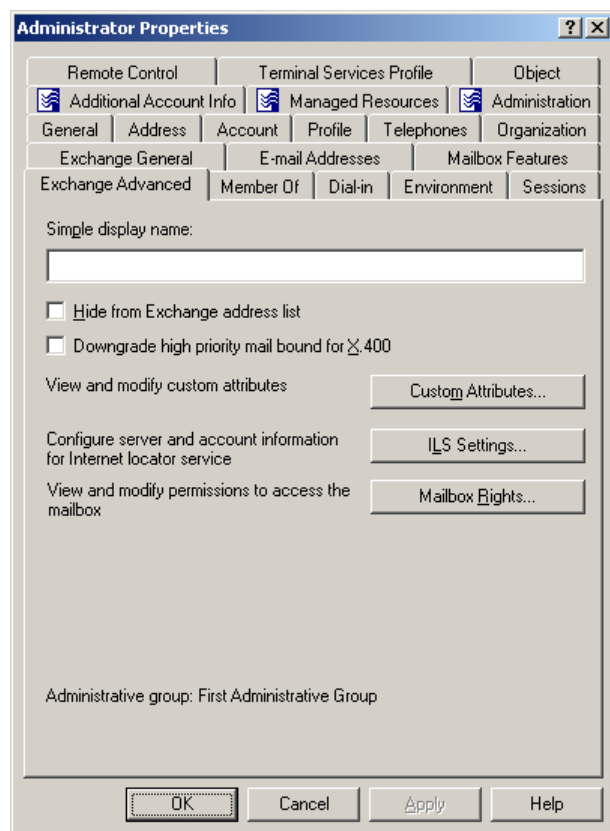 Administrator Properties
Remote Control Terminal Services Profile Object
Additional Account Info Managed Resources Administration
General Address Account Profile Telephones Organization
Exchange General E-mail Addresses Mailbox Features
Exchange Advanced Member Of Dial-in Environment Sessions
Simple display name:
Hide from Exchange address list
Downgrade high priority mail bound for X.400
View and modify custom attributes Custom Attributes...
Configure server and account information
for Internet locator service ILS Settings...
View and modify permissions to access the
mailbox Mailbox Rights...
Administrative group: First Administrative Group
OK Cancel Apply Help